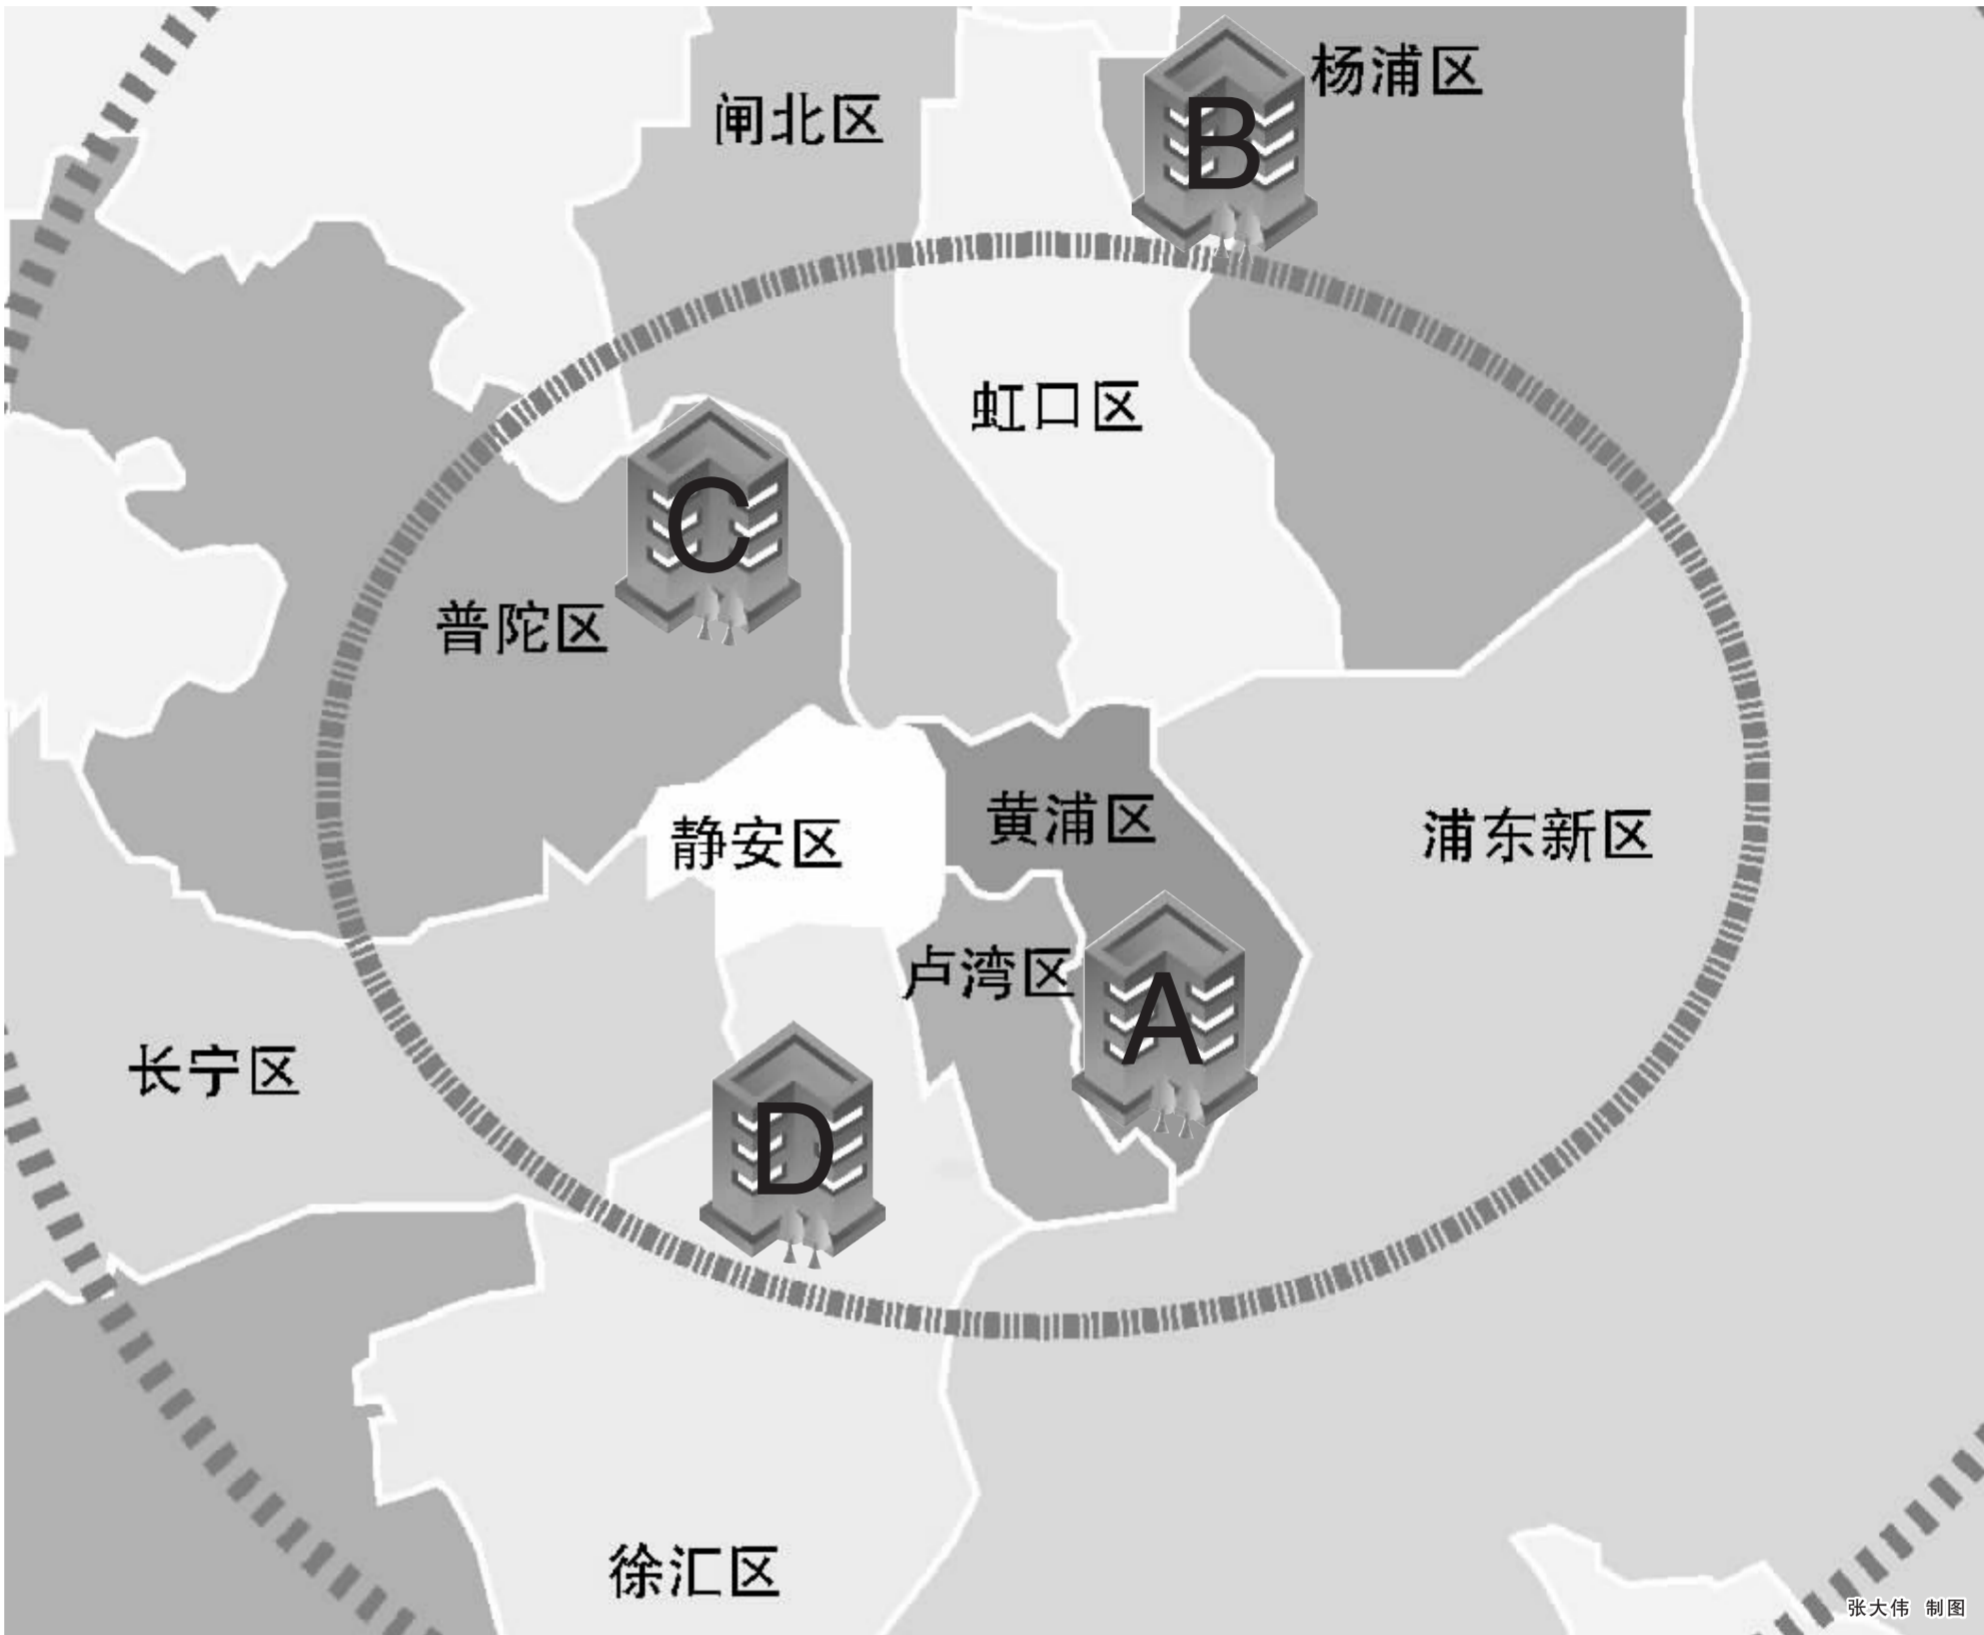 杨浦区
闸北区
B
虹口区
C
普陀区
黄浦区
浦东新区
静安区
卢湾区
A
长宁区
D
徐汇区
张大伟 制图